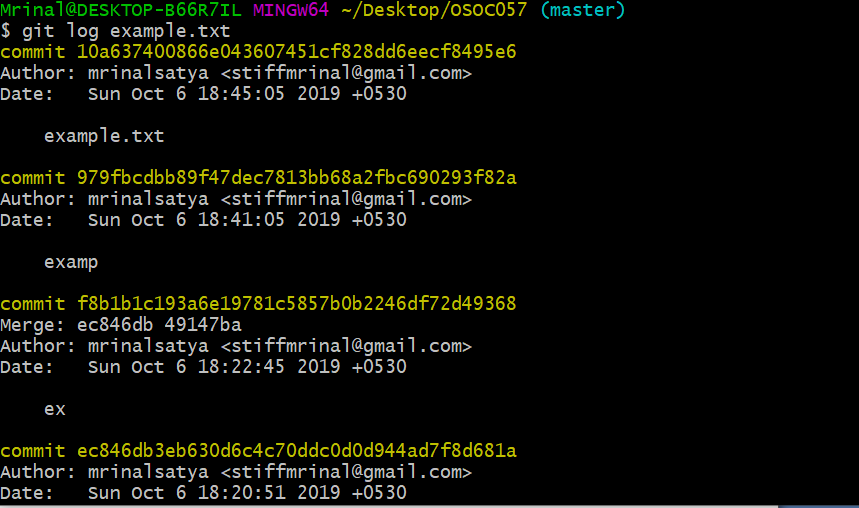 Mrinal@DESKTOP-B66R7IL MINGW64 ~/Desktop/OSOC057 (master)
$ git log example.txt
commit 10a637400866e043607451cf828dd6eecf8495e6
Author: mrinalsatya <stiffmrinal@gmail.com>
Date:   Sun Oct 6 18:45:05 2019 +0530
    example.txt
commit 979fbcdbb89f47dec7813bb68a2fbc690293f82a
Author: mrinalsatya <stiffmrinal@gmail.com>
Date:   Sun Oct 6 18:41:05 2019 +0530
    examp
commit f8b1b1c193a6e19781c5857b0b2246df72d49368
Merge: ec846db 49147ba
Author: mrinalsatya <stiffmrinal@gmail.com>
Date:   Sun Oct 6 18:22:45 2019 +0530
    ex
commit ec846db3eb630d6c4c70ddc0d0d944ad7f8d681a
Author: mrinalsatya <stiffmrinal@gmail.com>
Date:   Sun Oct 6 18:20:51 2019 +0530